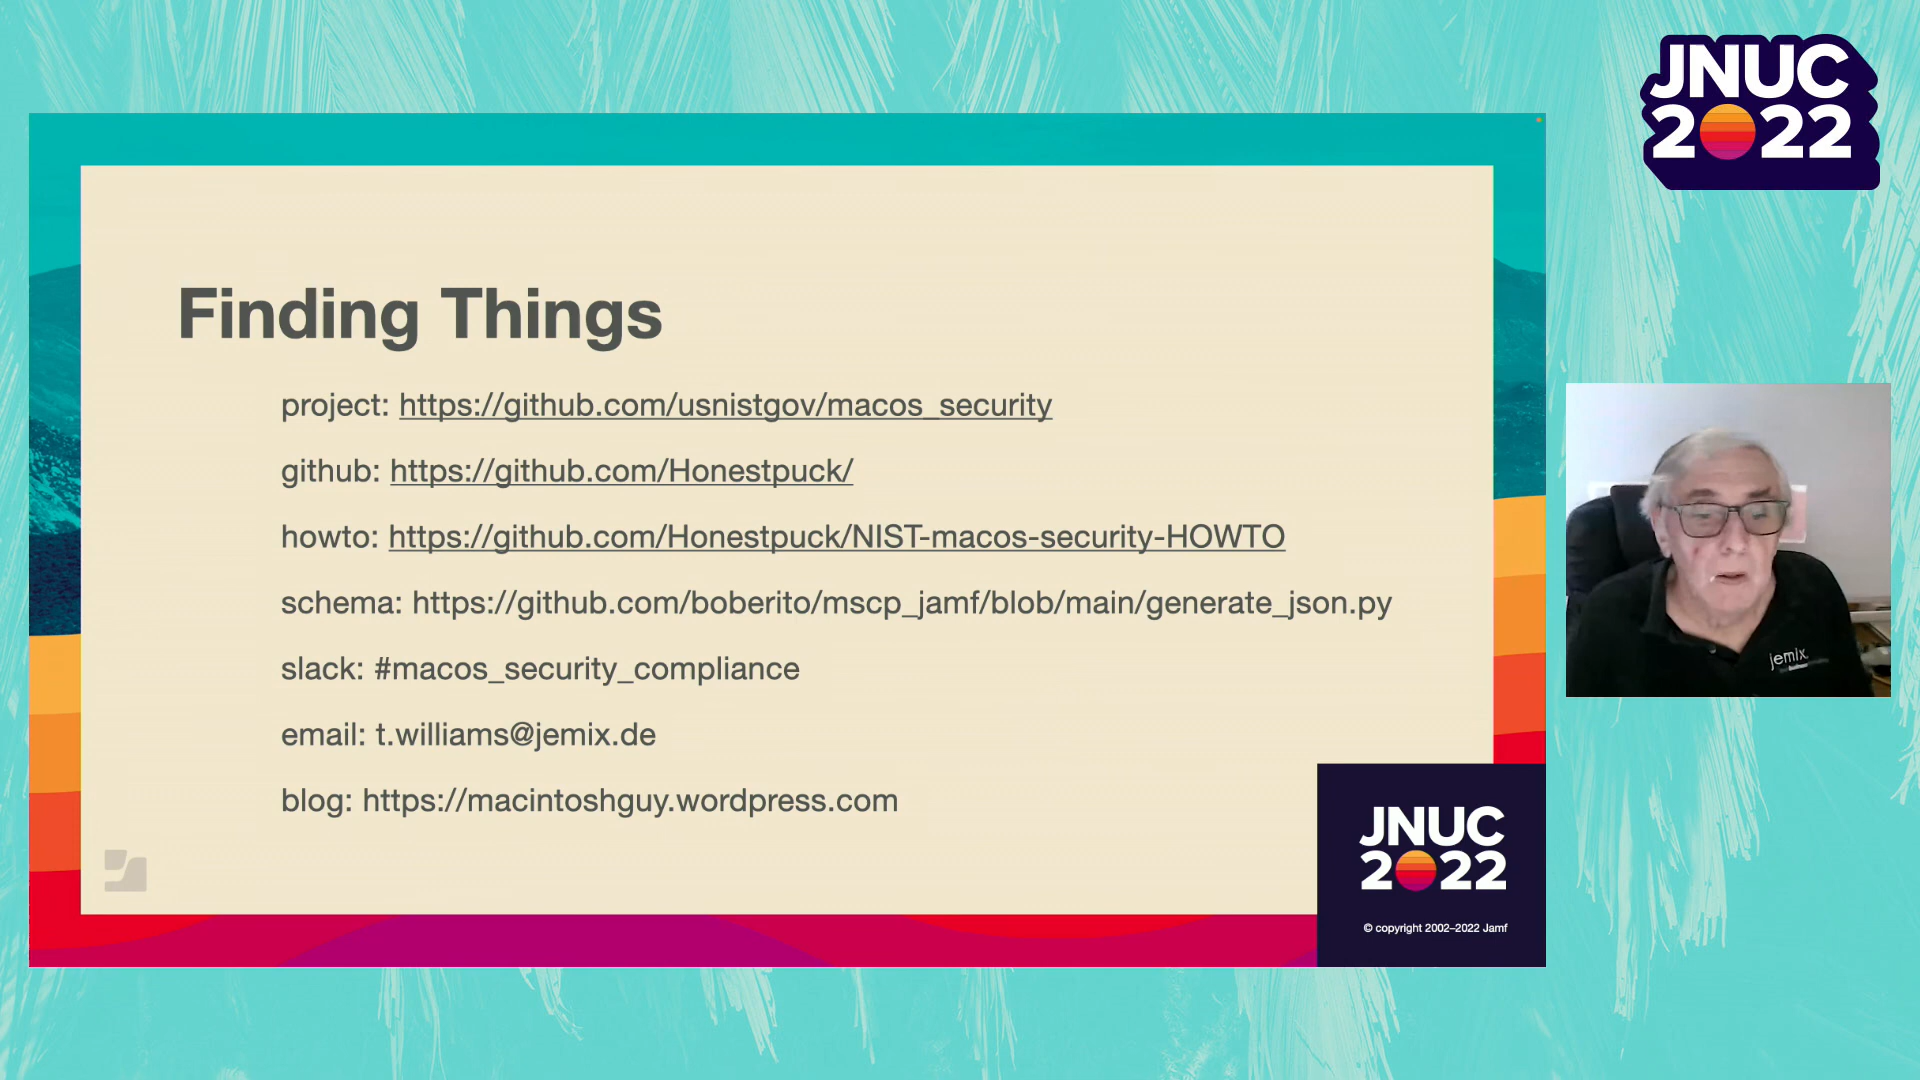 JNUC
2022
Finding Things
project: https://github.com/usnistgov/macos_security
github: https://github.com/Honestpuck/
howto: https://github.com/Honestpuck/NIST-macos-security-HOWTO
schema: https://github.com/boberito/mscp_jamf/blob/main/generate_json.py
slack: #macos_security_compliance
email: t.williams@jemix.de
blog: https://macintoshguy.wordpress.com
jemix
JNUC
2022
© copyright 2002–2022 Jamf